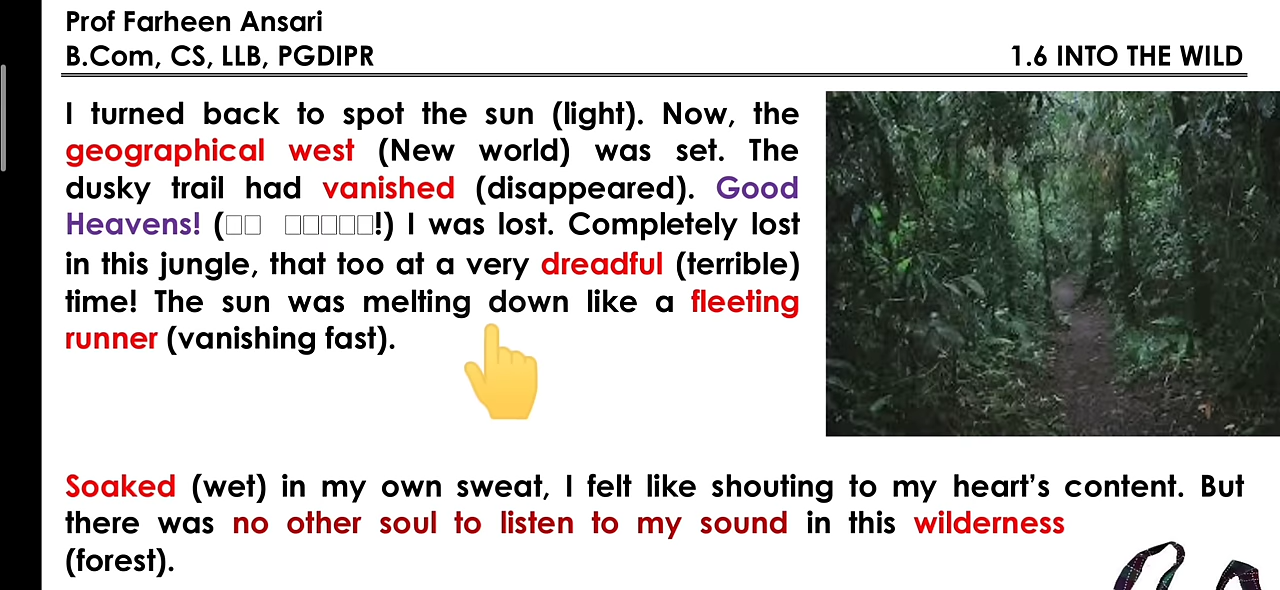 Prof Farheen Ansari
B.Com, CS, LLB, PGDIPR
1.6 INTO THE WILD
I turned back to spot the sun (light). Now, the
geographical west (New world) was set. The
dusky trail had vanished (disappeared). Good
Heavens! (□□ □□□□□!) I was lost. Completely lost
in this jungle, that too at a very dreadful (terrible)
time! The sun was melting down like a fleeting
runner (vanishing fast).
Soaked (wet) in my own sweat, I felt like shouting to my heart’s content. But
there was no other soul to listen to my sound in this wilderness
(forest).